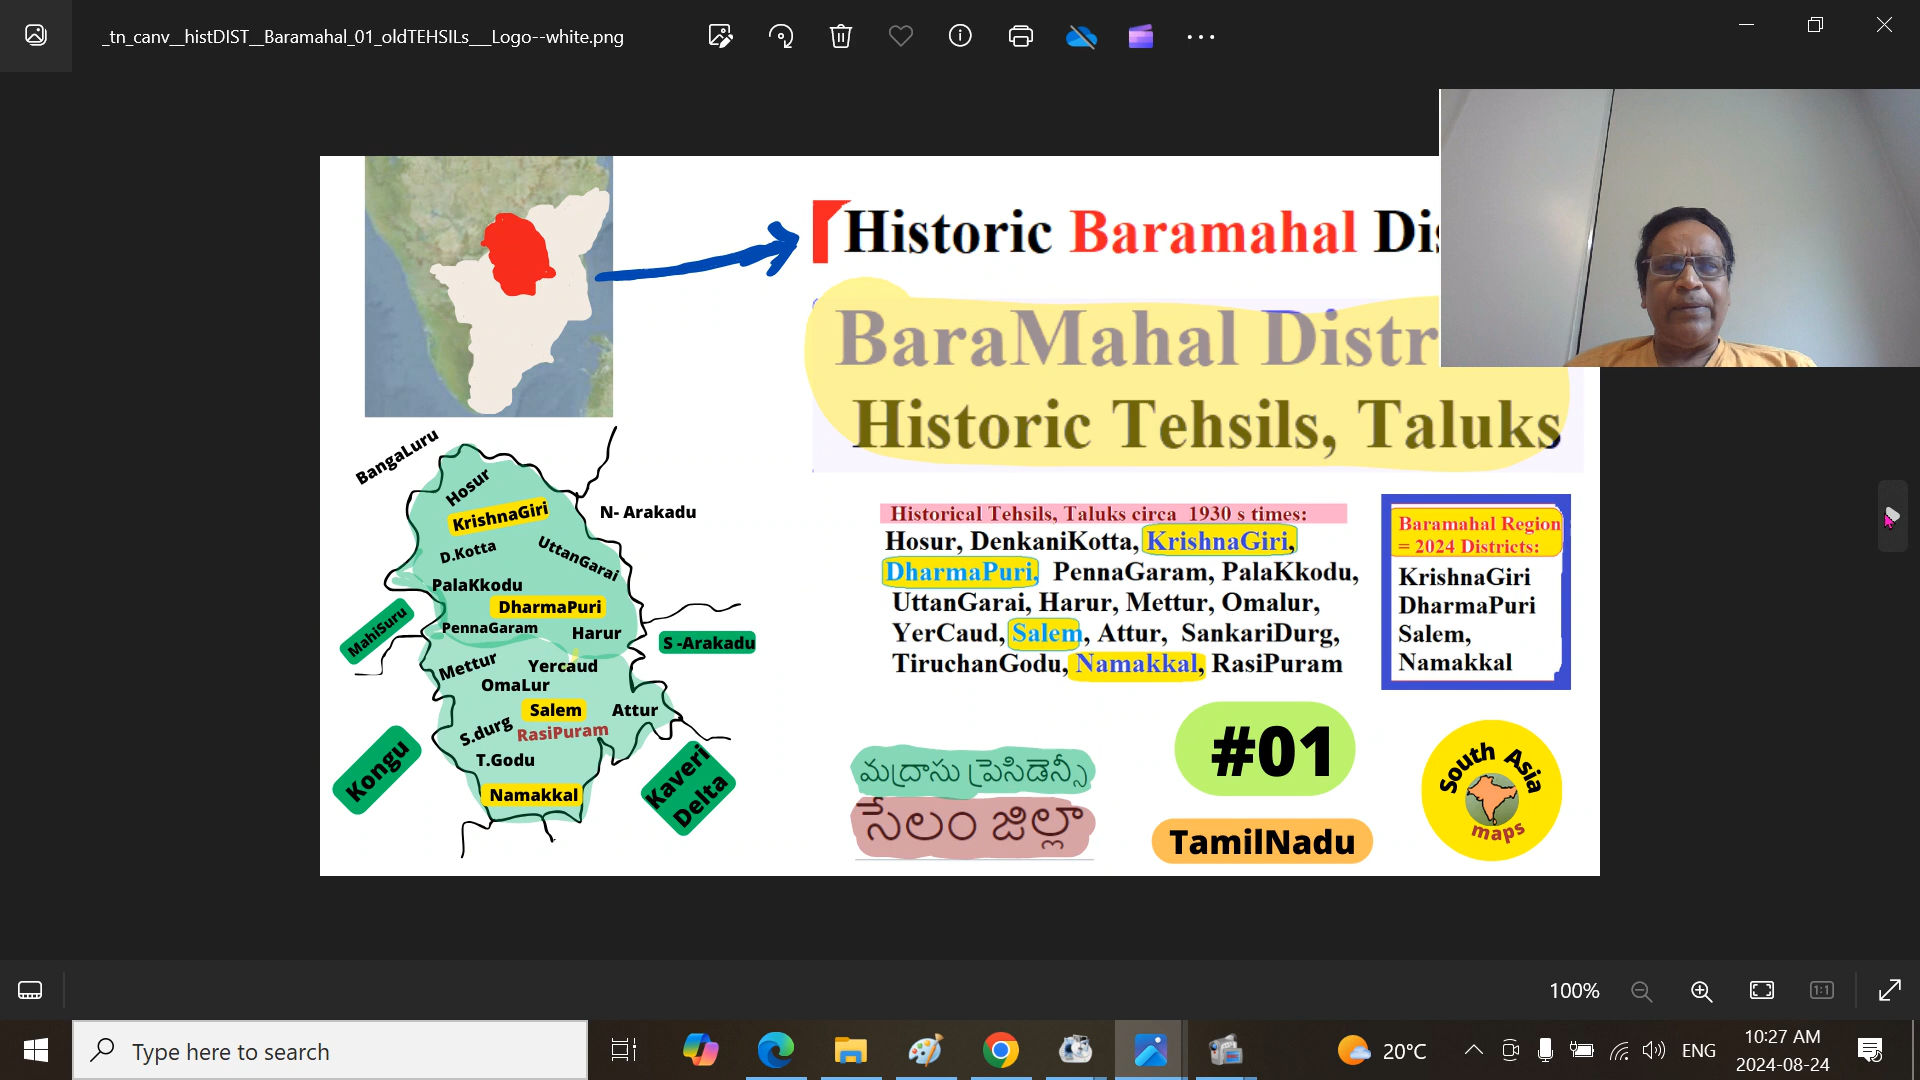 _tn_canv__histDIST__Baramahal_01_oldTEHSILs___Logo--white.png
Historic Baramahal Dis
BaraMahal Distr
Historic Tehsils, Taluks
BangaLuru
Hosur
KrishnaGiri
N- Arakadu
D.Kotta
UttanGarai
PalaKkodu
DharmaPuri
MahiSuru
PennaGaram
Harur
S -Arakadu
Mettur
Yercaud
OmaLur
Salem
Attur
S.durg
RasiPuram
T.Godu
Kongu
Kaveri
Delta
Namakkal
Historical Tehsils, Taluks circa 1930 s times:
Hosur, DenkaniKotta, KrishnaGiri,
DharmaPuri, PennaGaram, PalaKkodu,
UttanGarai, Harur, Mettur, Omalur,
YerCaud, Salem, Attur, SankariDurg,
TiruchanGodu, Namakkal, RasiPuram
Baramahal Region
= 2024 Districts:
KrishnaGiri
DharmaPuri
Salem,
Namakkal
మద్రాసు ప్రెసిడెన్సీ
సేలం జిల్లా
#01
TamilNadu
South Asia
maps
100%
1:1
Type here to search
20°C
ENG
10:27 AM
2024-08-24